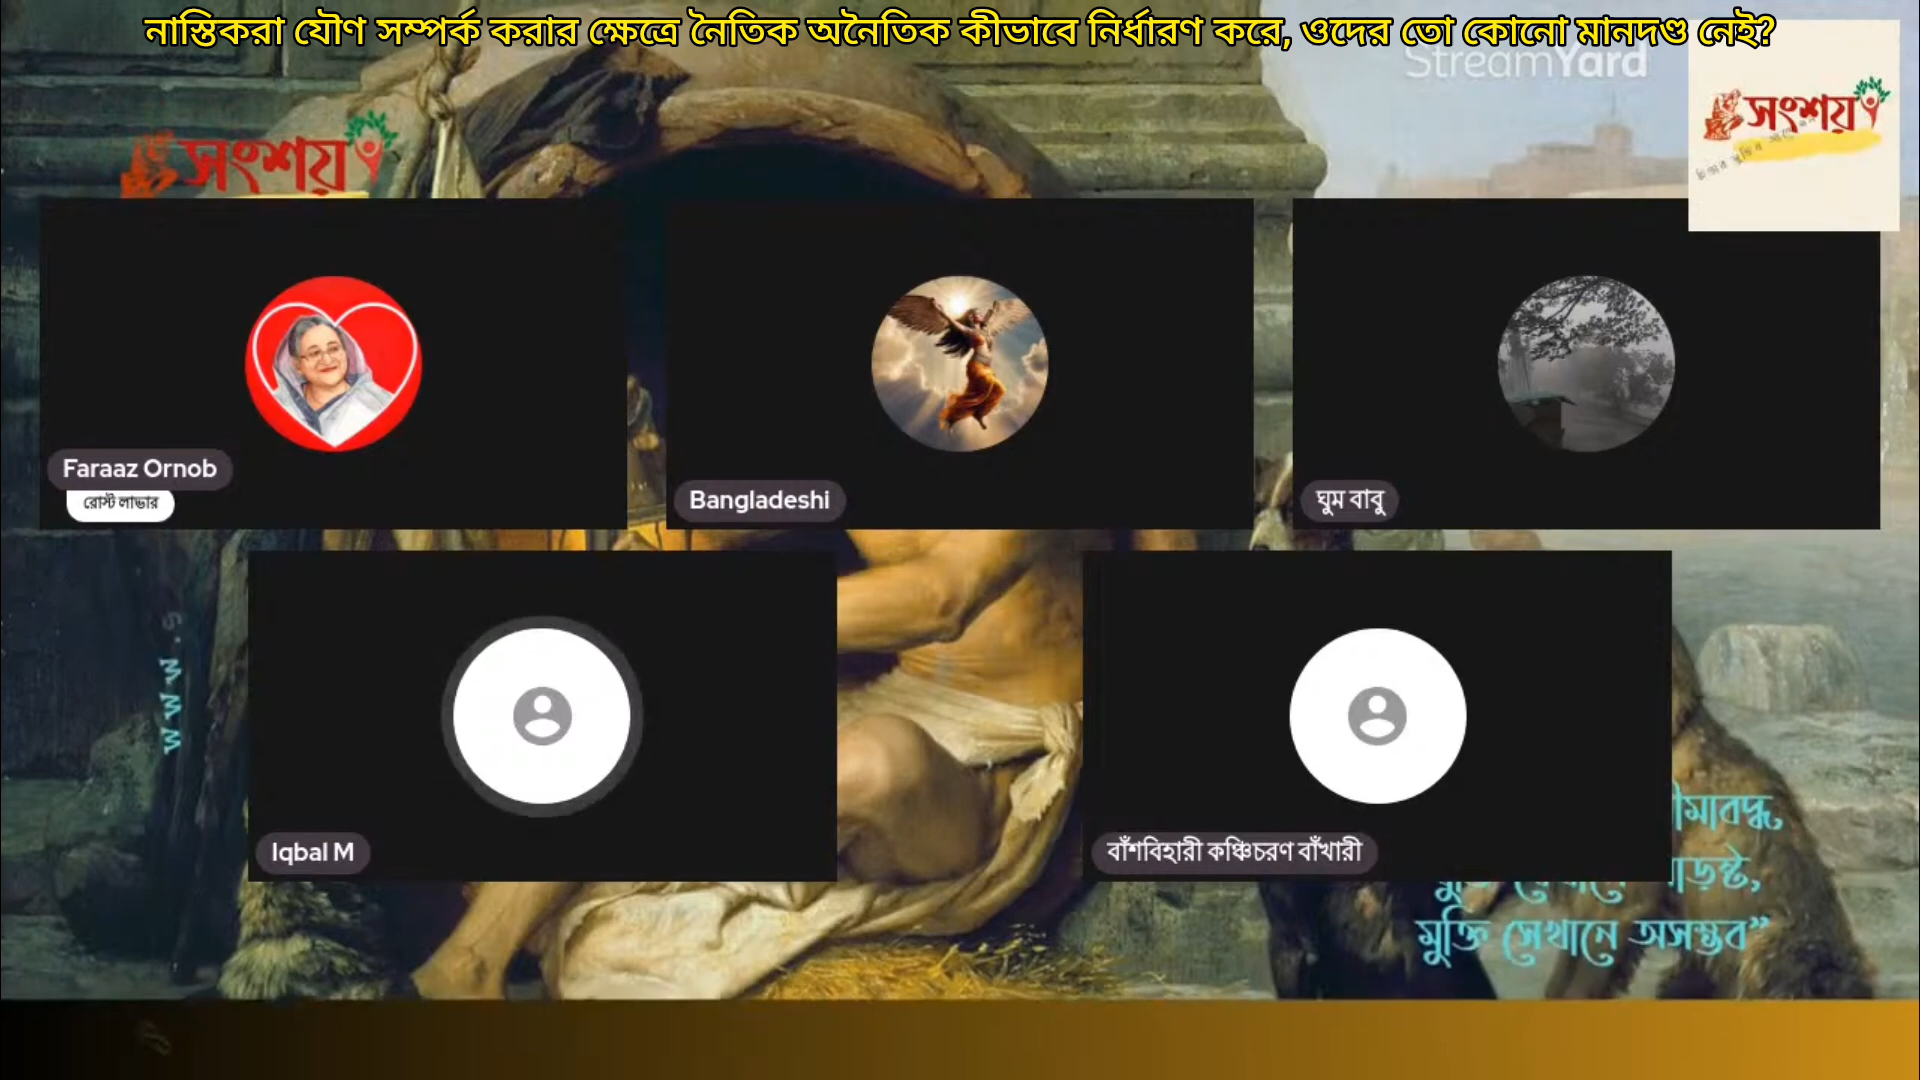 নাস্তিকরা যৌণ সম্পর্ক করার ক্ষেত্রে নৈতিক অনৈতিক কীভাবে নির্ধারণ করে, ওদের তো কোনো মানদণ্ড নেই?
StreamYard
সংশয়
সংশয়
Faraaz Ornob
রোস্ট লাভার
Bangladeshi
ঘুম বাবু
www.s
Iqbal M
বাঁশবিহারী কঞ্চিচরণ বাঁখারী
মুক্তি সেখানে অসম্ভব”